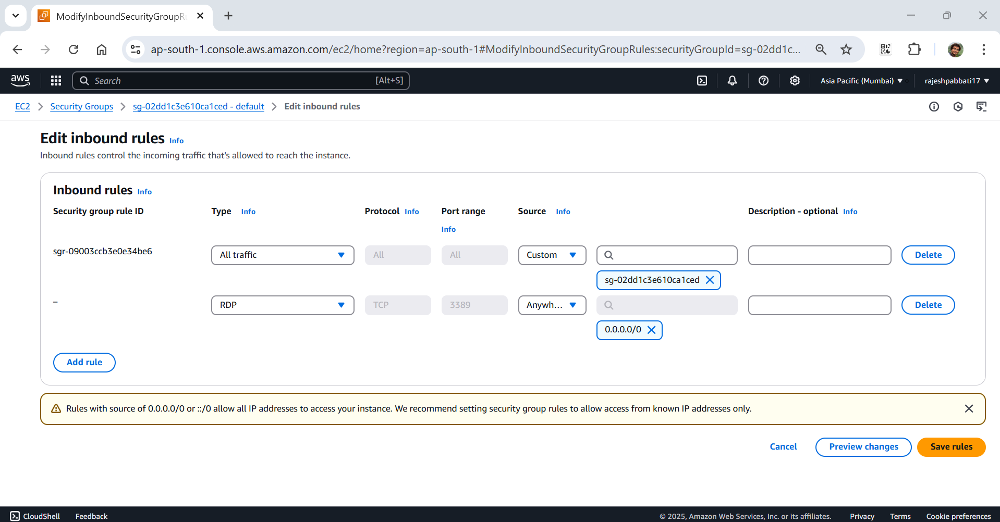 ModifyInboundSecurityGroupRu
ap-south-1.console.aws.amazon.com/ec2/home?region=ap-south-1#ModifyInboundSecurityGroupRules:securityGroupId=sg-02dd1c...
aws Search [Alt+S] Asia Pacific (Mumbai) rajeshpabbati17
EC2 Security Groups sg-02dd1c3e610ca1ced - default Edit inbound rules
Edit inbound rules Info
Inbound rules control the incoming traffic that's allowed to reach the instance.
Inbound rules Info
Security group rule ID Type Info Protocol Info Port range Source Info Description - optional Info
Info
sgr-09003ccb3e0e34be6 All traffic All All Custom Delete
sg-02dd1c3e610ca1ced
– RDP TCP 3389 Anywh... Delete
0.0.0.0/0
Add rule
Rules with source of 0.0.0.0/0 or ::/0 allow all IP addresses to access your instance. We recommend setting security group rules to allow access from known IP addresses only.
Cancel Preview changes Save rules
CloudShell Feedback © 2025, Amazon Web Services, Inc. or its affiliates. Privacy Terms Cookie preferences